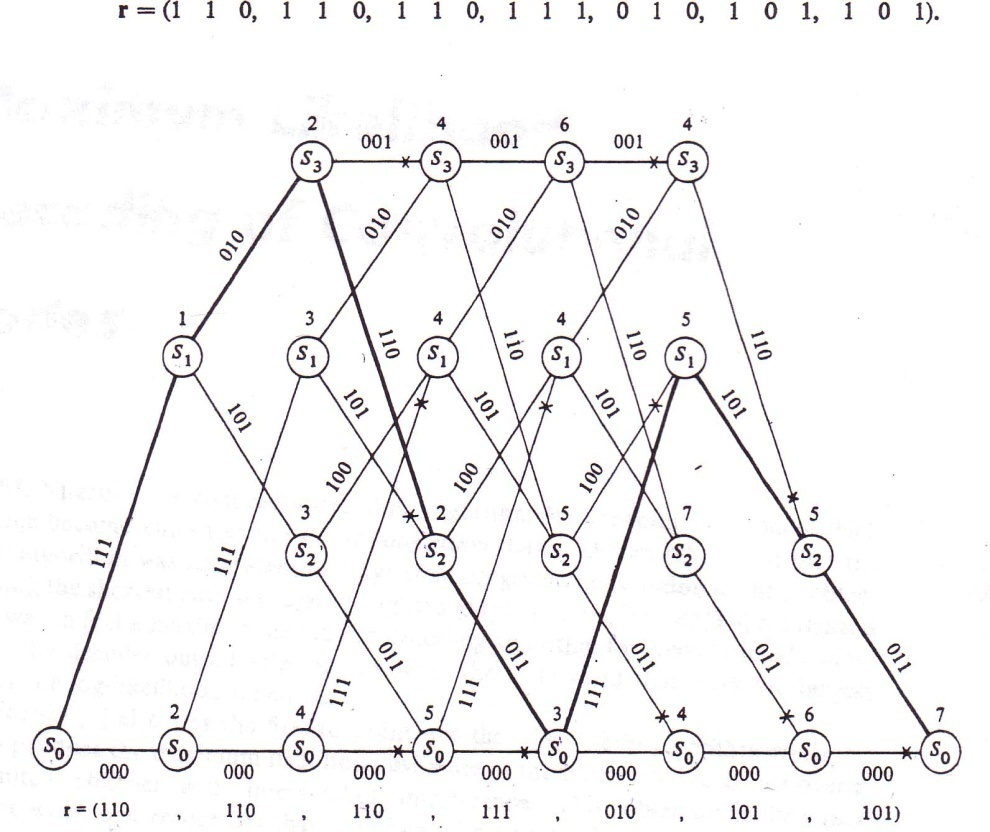 r = (1 1 0, 1 1 0, 1 1 0, 1 1 1, 0 1 0, 1 0 1, 1 0 1).
2 4 6 4
001 001 001
S3 S3 S3 S3
010 010 010 010
1 3 4 4 5
S1 S1 S1 S1 S1
110 110 110 110
101 101 101 101 101
100 100 100
3 2 5 7 5
S2 S2 S2 S2 S2
111 111 111 111 111
011 011 011 011 011
2 4 5 3 4 6 7
S0 S0 S0 S0 S0 S0 S0 S0
000 000 000 000 000 000 000
r = (110 , 110 , 110 , 111 , 010 , 101 , 101)